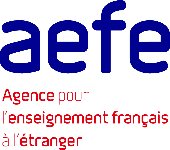 aefe
Agence pour
l'enseignement français
à l'étranger